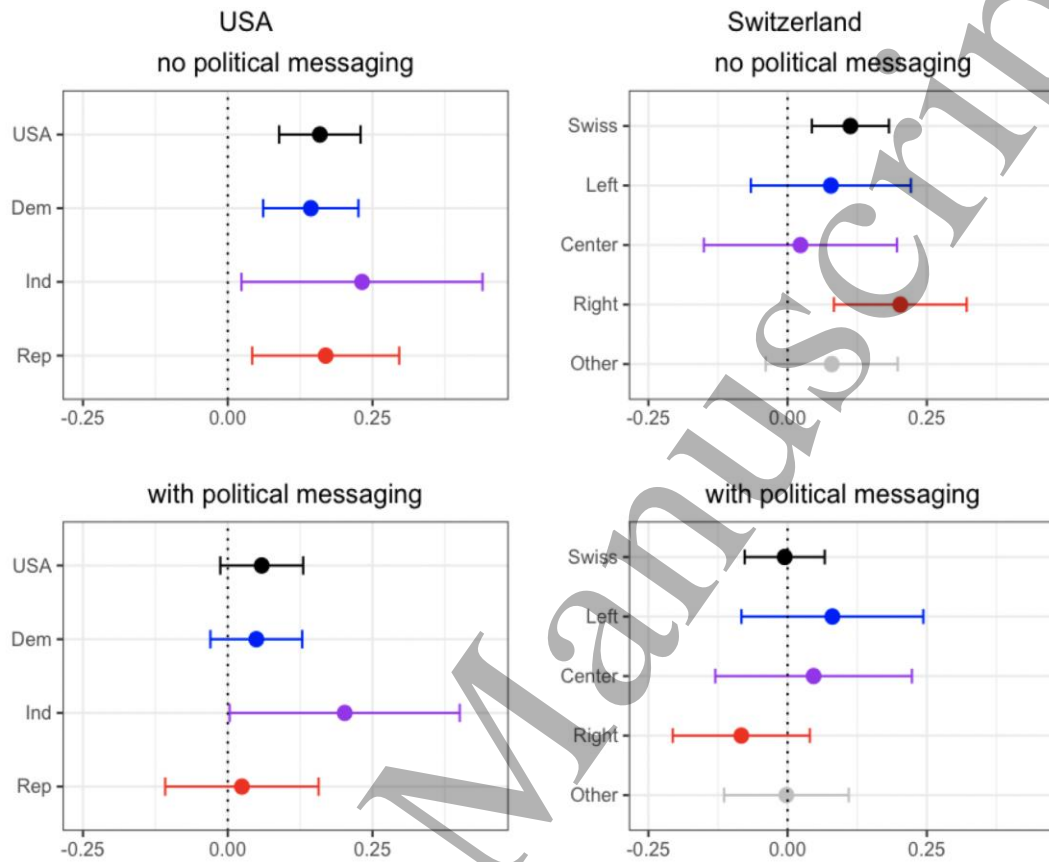 USA
no political messaging
USA
Dem
Ind
Rep
-0.25 0.00 0.25
Switzerland
no political messaging
Swiss
Left
Center
Right
Other
-0.25 0.00 0.25
with political messaging
USA
Dem
Ind
Rep
-0.25 0.00 0.25
with political messaging
Swiss
Left
Center
Right
Other
-0.25 0.00 0.25
Manuscrip